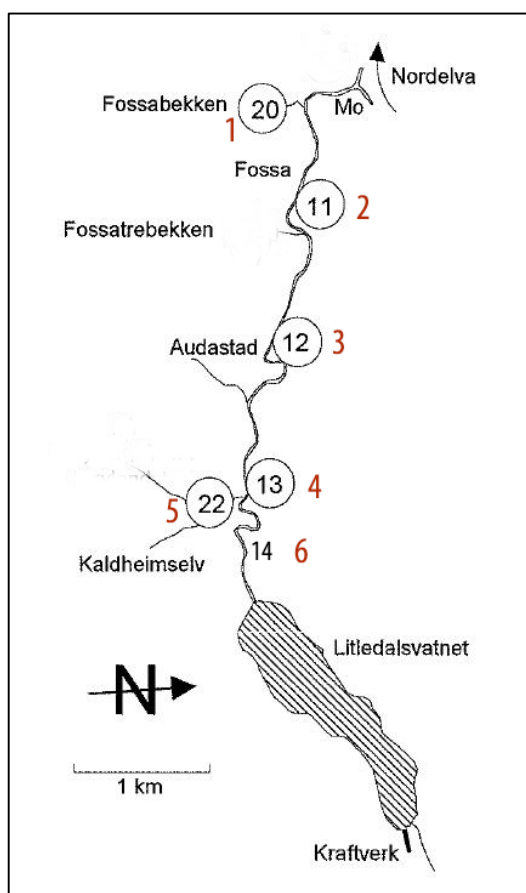 Nordelva
Fossabekken
20
Mo
1
Fossa
11
2
Fossatrebekken
12
3
Audastad
13
4
22
5
14
6
Kaldheimselv
Litledalsvatnet
N
1 km
Kraftverk